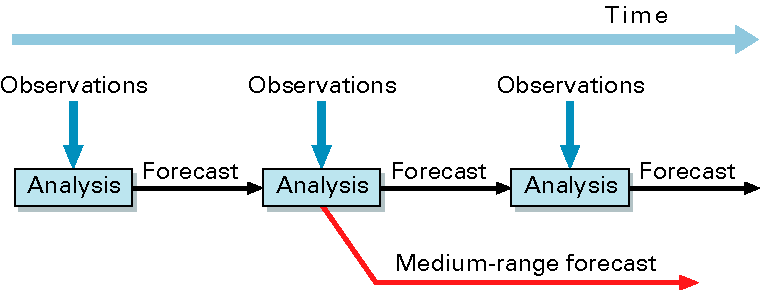 Time
Observations Observations Observations
Analysis Forecast Analysis Forecast Analysis Forecast
Medium-range forecast